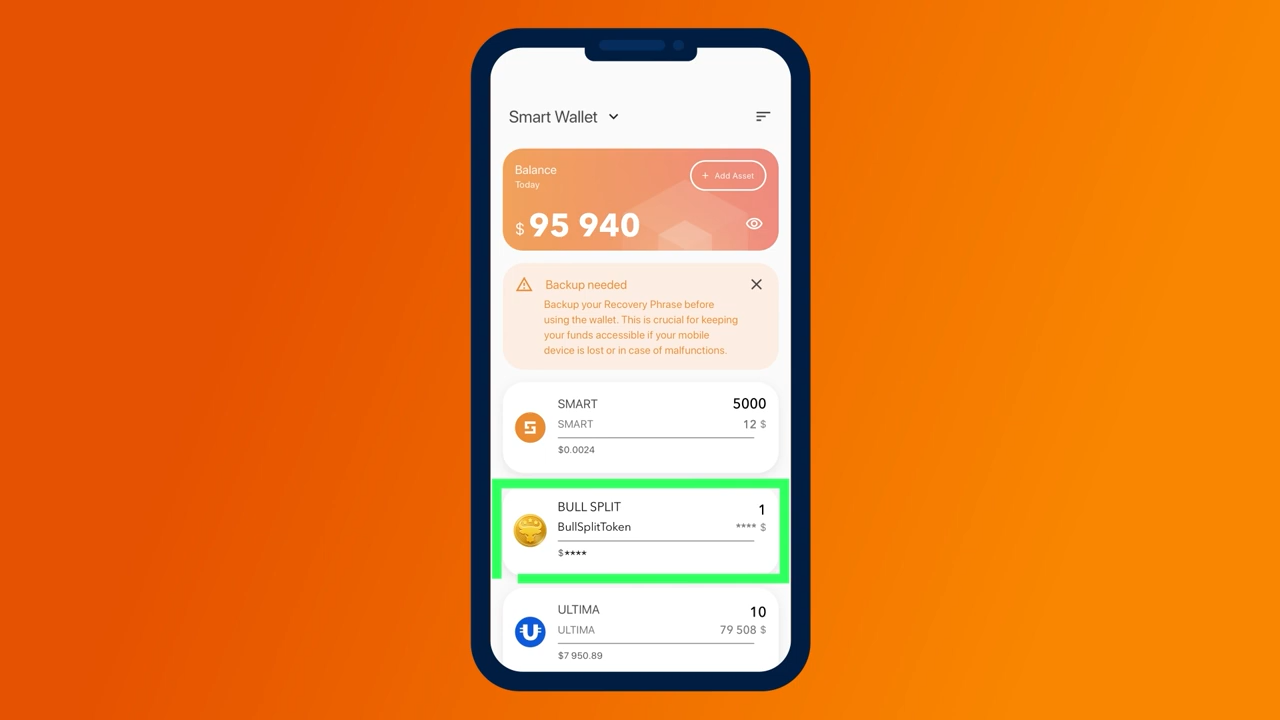 Smart Wallet
Balance
Today
+ Add Asset
$ 95 940
Backup needed
Backup your Recovery Phrase before
using the wallet. This is crucial for keeping
your funds accessible if your mobile
device is lost or in case of malfunctions.
SMART 5000
SMART 12 $
$0.0024
BULL SPLIT 1
BullSplitToken **** $
$****
ULTIMA 10
ULTIMA 79 508 $
$7 950.89